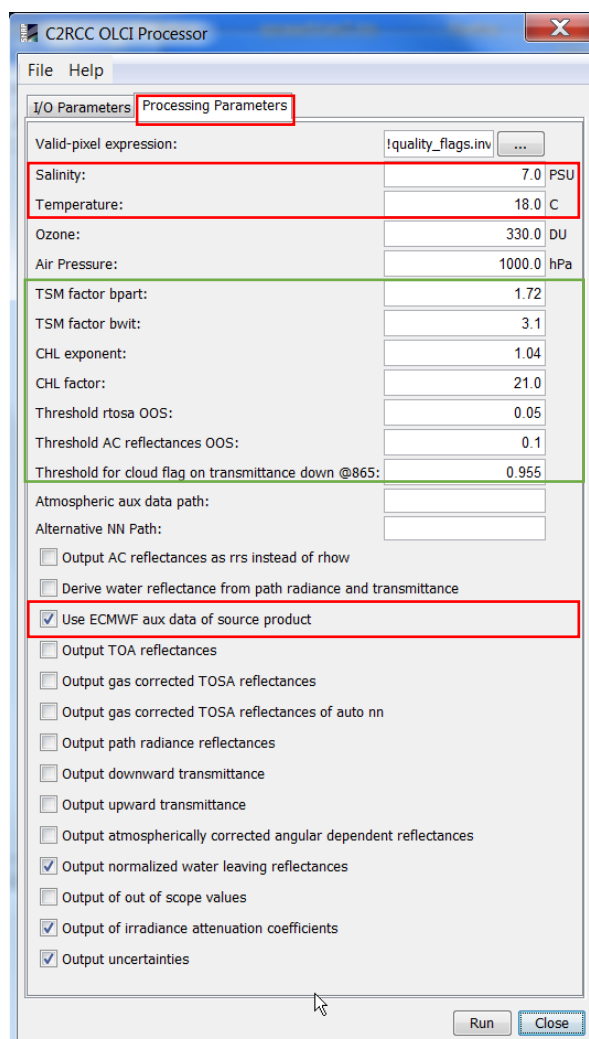 C2RCC OLCI Processor
File Help
I/O Parameters Processing Parameters
Valid-pixel expression: !quality_flags.inv ...
Salinity: 7.0 PSU
Temperature: 18.0 C
Ozone: 330.0 DU
Air Pressure: 1000.0 hPa
TSM factor bpart: 1.72
TSM factor bwit: 3.1
CHL exponent: 1.04
CHL factor: 21.0
Threshold rtosa OOS: 0.05
Threshold AC reflectances OOS: 0.1
Threshold for cloud flag on transmittance down @865: 0.955
Atmospheric aux data path:
Alternative NN Path:
Output AC reflectances as rrs instead of rhow
Derive water reflectance from path radiance and transmittance
Use ECMWF aux data of source product
Output TOA reflectances
Output gas corrected TOSA reflectances
Output gas corrected TOSA reflectances of auto nn
Output path radiance reflectances
Output downward transmittance
Output upward transmittance
Output atmospherically corrected angular dependent reflectances
Output normalized water leaving reflectances
Output of out of scope values
Output of irradiance attenuation coefficients
Output uncertainties
Run Close